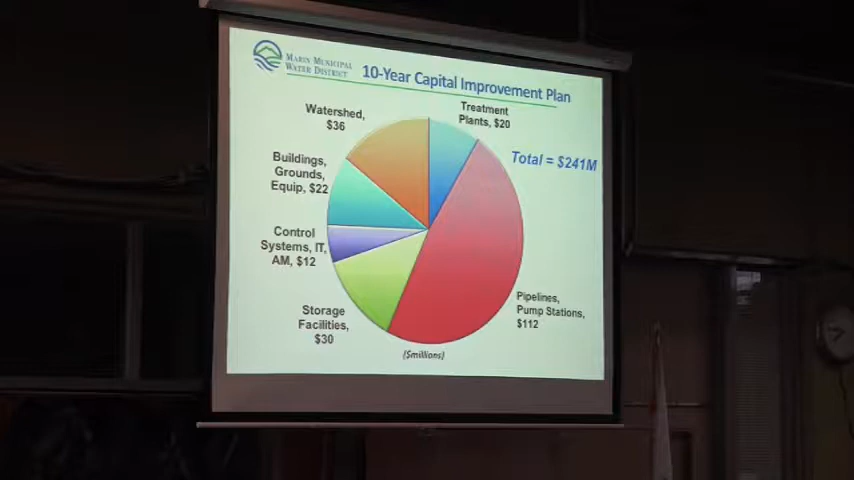 MARIN MUNICIPAL
WATER DISTRICT
10-Year Capital Improvement Plan
Watershed,
$36
Treatment
Plants, $20
Total = $241M
Buildings,
Grounds,
Equip, $22
Control
Systems, IT,
AM, $12
Pipelines,
Pump Stations,
$112
Storage
Facilities,
$30
($millions)